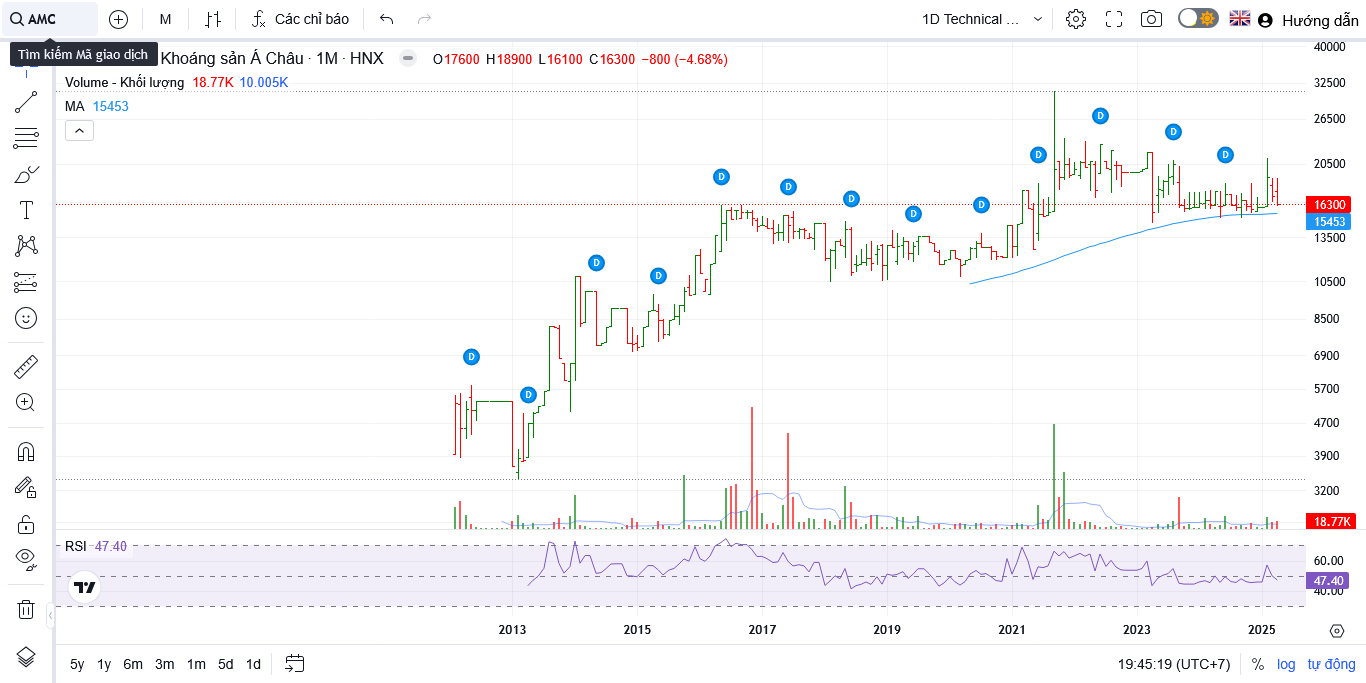 AMC M Các chỉ báo 1D Technical ... Hướng dẫn
Tìm kiếm Mã giao dịch
Khoáng sản Á Châu · 1M · HNX O17600 H18900 L16100 C16300 −800 (−4.68%)
Volume - Khối lượng 18.77K 10.005K
MA 15453
40000
32500
26500
20500
16300
15453
13500
10500
8500
6900
5700
4700
3900
3200
18.77K
D
D
D
D
D
D
D
D
D
D
D
D
D
RSI 47.40
60.00
47.40
40.00
2013 2015 2017 2019 2021 2023 2025
5y 1y 6m 3m 1m 5d 1d 19:45:19 (UTC+7) % log tự động